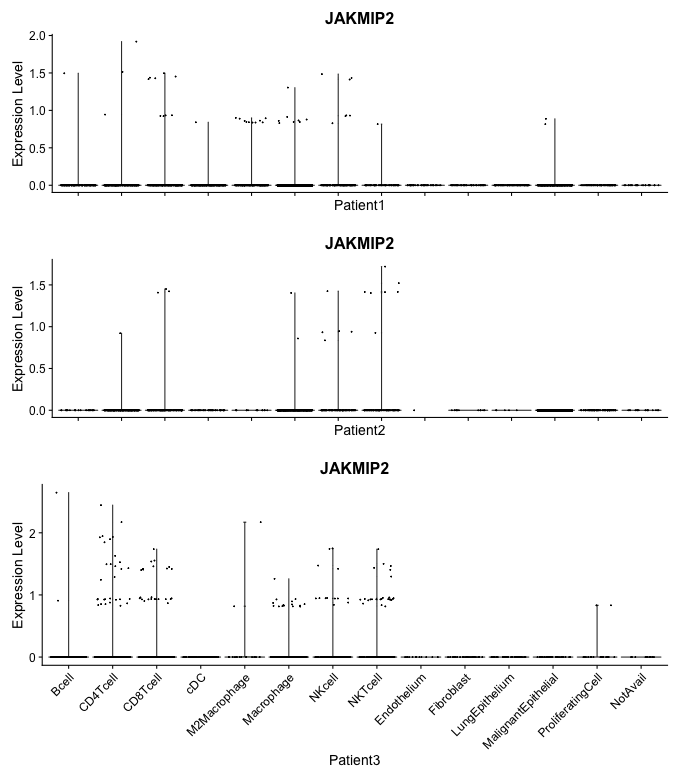 JAKMIP2
Expression Level
2.0
1.5
1.0
0.5
0.0
Patient1
JAKMIP2
Expression Level
1.5
1.0
0.5
0.0
Patient2
JAKMIP2
Expression Level
2
1
0
Bcell
CD4Tcell
CD8Tcell
cDC
M2Macrophage
Macrophage
NKcell
NKTcell
Endothelium
Fibroblast
LungEpithelium
MalignantEpithelial
ProliferatingCell
NotAvail
Patient3